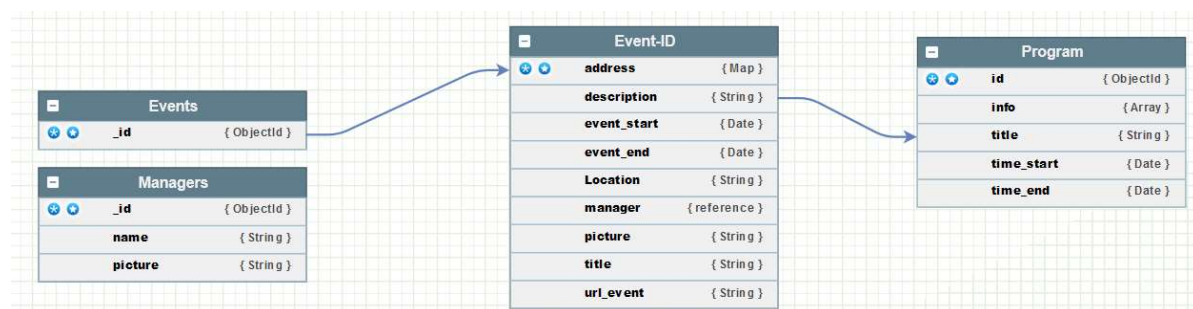 Events
_id { ObjectId }
Managers
_id { ObjectId }
name { String }
picture { String }
Event-ID
address { Map }
description { String }
event_start { Date }
event_end { Date }
Location { String }
manager { reference }
picture { String }
title { String }
url_event { String }
Program
id { ObjectId }
info { Array }
title { String }
time_start { Date }
time_end { Date }